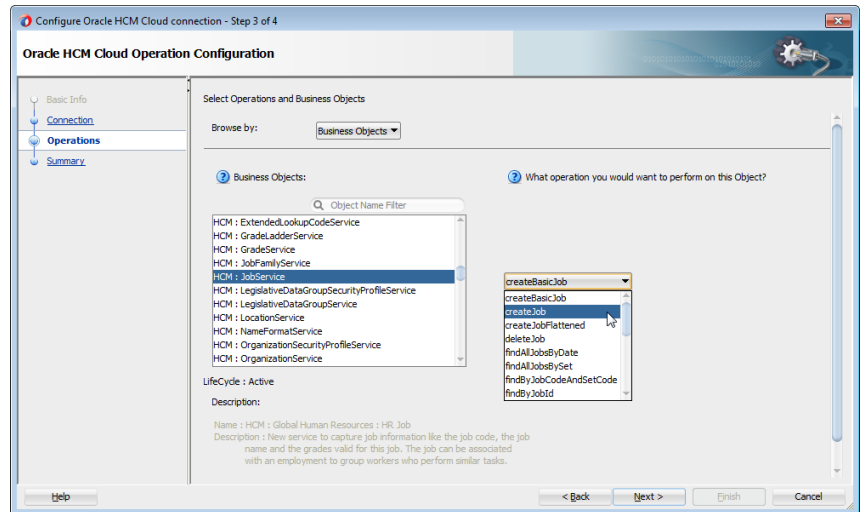 Configure Oracle HCM Cloud connection - Step 3 of 4
Oracle HCM Cloud Operation Configuration
Basic Info
Connection
Operations
Summary
Select Operations and Business Objects
Browse by:
Business Objects
Business Objects:
Object Name Filter
HCM : ExtendedLookupCodeService
HCM : GradeLadderService
HCM : GradeService
HCM : JobFamilyService
HCM : JobService
HCM : LegislativeDataGroupSecurityProfileService
HCM : LegislativeDataGroupService
HCM : LocationService
HCM : NameFormatService
HCM : OrganizationSecurityProfileService
HCM : OrganizationService
What operation you would want to perform on this Object?
createBasicJob
createBasicJob
createJob
createJobFlattened
deleteJob
findAllJobsByDate
findAllJobsBySet
findByJobCodeAndSetCode
findByJobId
LifeCycle : Active
Description:
Name : HCM : Global Human Resources : HR Job
Description : New service to capture job information like the job code, the job
name and the grades valid for this job. The job can be associated
with an employment to group workers who perform similar tasks.
Help
< Back
Next >
Finish
Cancel